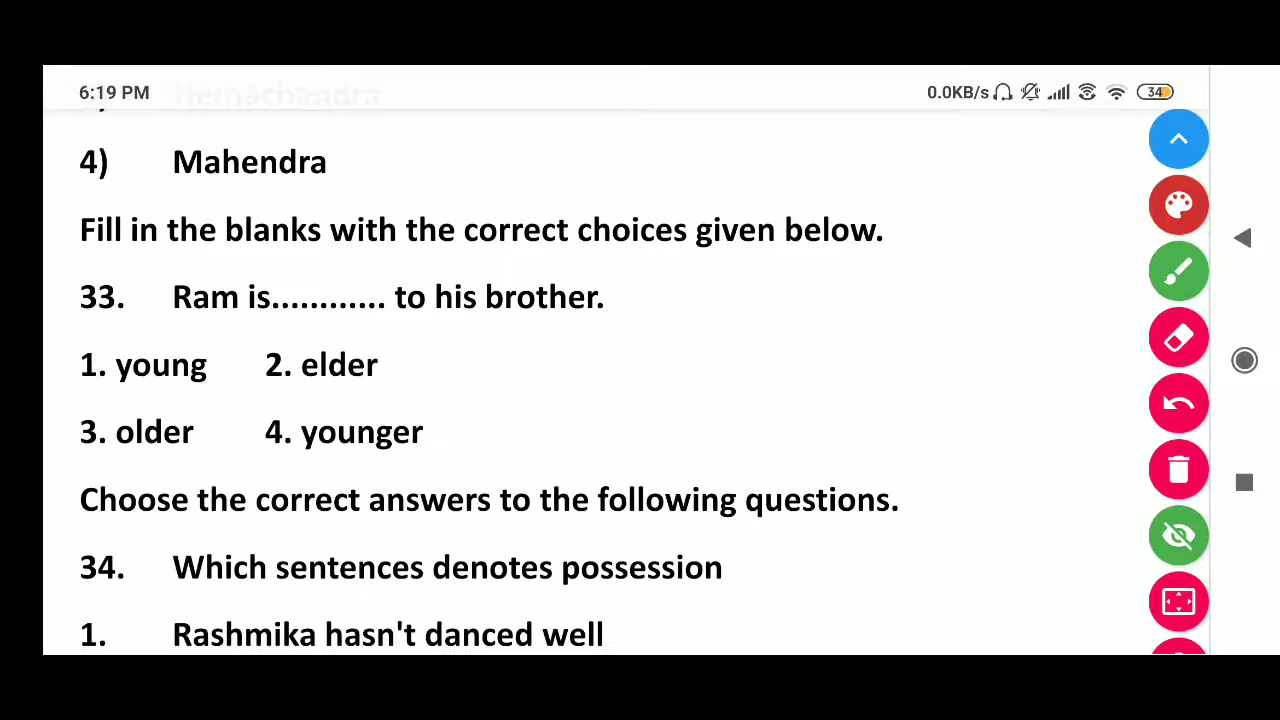 6:19 PM 0.0KB/s 34
Hemachandra
4) Mahendra
Fill in the blanks with the correct choices given below.
33. Ram is............ to his brother.
1. young 2. elder
3. older 4. younger
Choose the correct answers to the following questions.
34. Which sentences denotes possession
1. Rashmika hasn't danced well